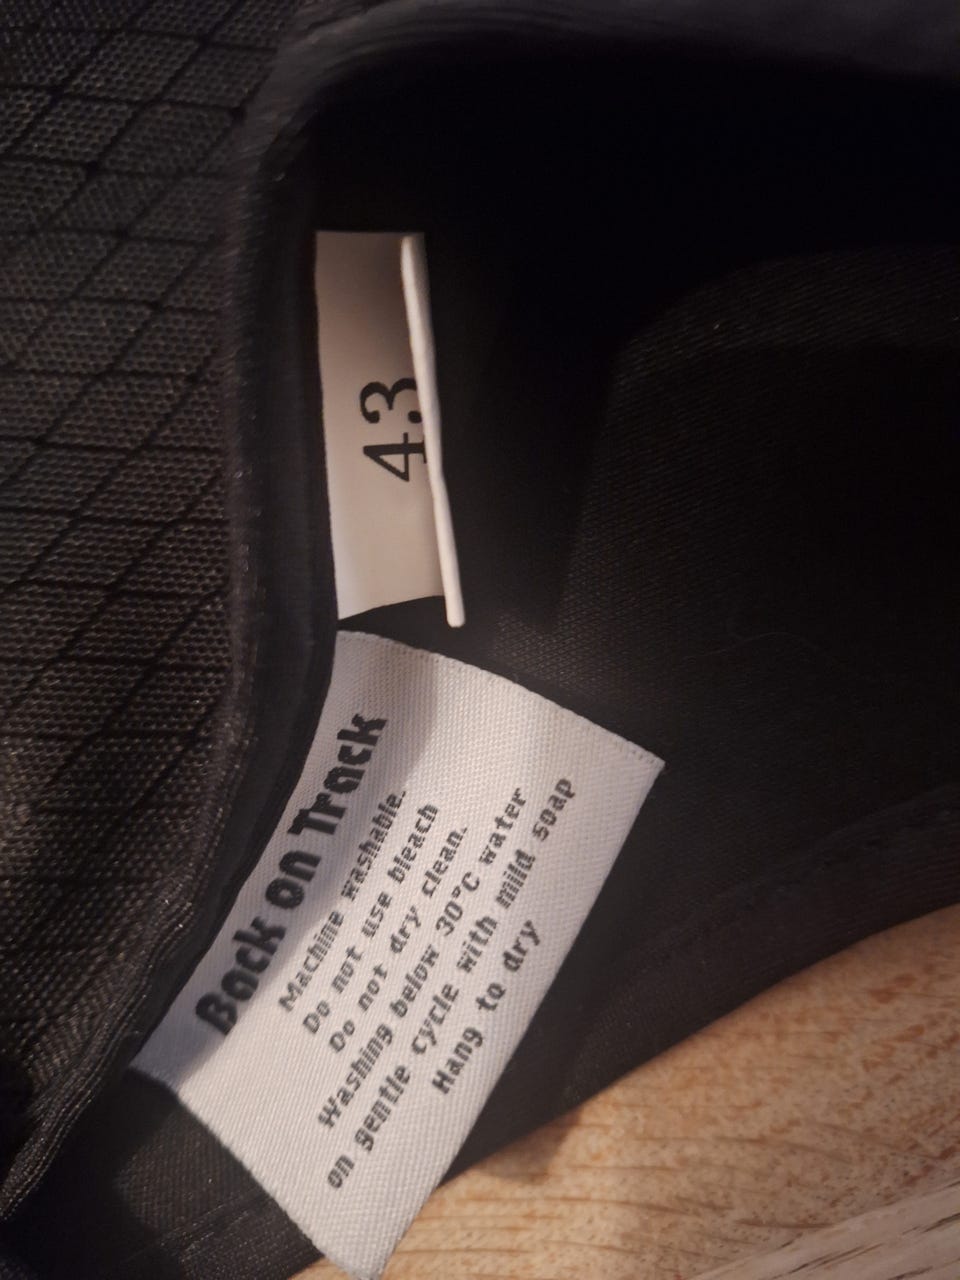 43
Back on Track
Machine washable.
Do not use bleach
Do not dry clean.
Washing below 30°C water
on gentle cycle with mild soap
Hang to dry